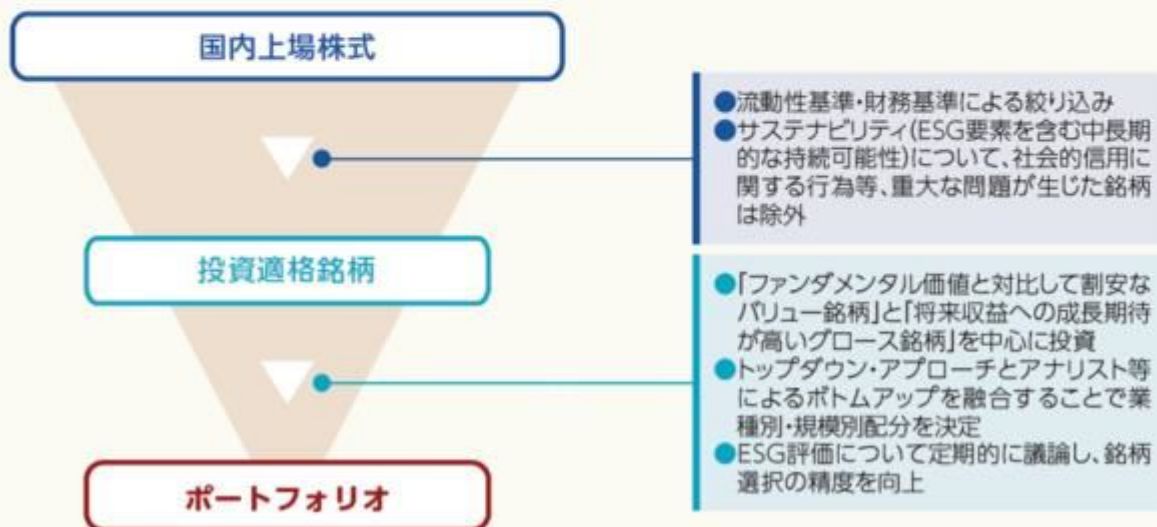 国内上場株式
●流動性基準・財務基準による絞り込み
●サステナビリティ(ESG要素を含む中長期
的な持続可能性)について、社会的信用に
関する行為等、重大な問題が生じた銘柄
は除外
投資適格銘柄
●「ファンダメンタル価値と対比して割安な
バリュー銘柄」と「将来収益への成長期待
が高いグロース銘柄」を中心に投資
●トップダウン・アプローチとアナリスト等
によるボトムアップを融合することで業
種別・規模別配分を決定
●ESG評価について定期的に議論し、銘柄
選択の精度を向上
ポートフォリオ